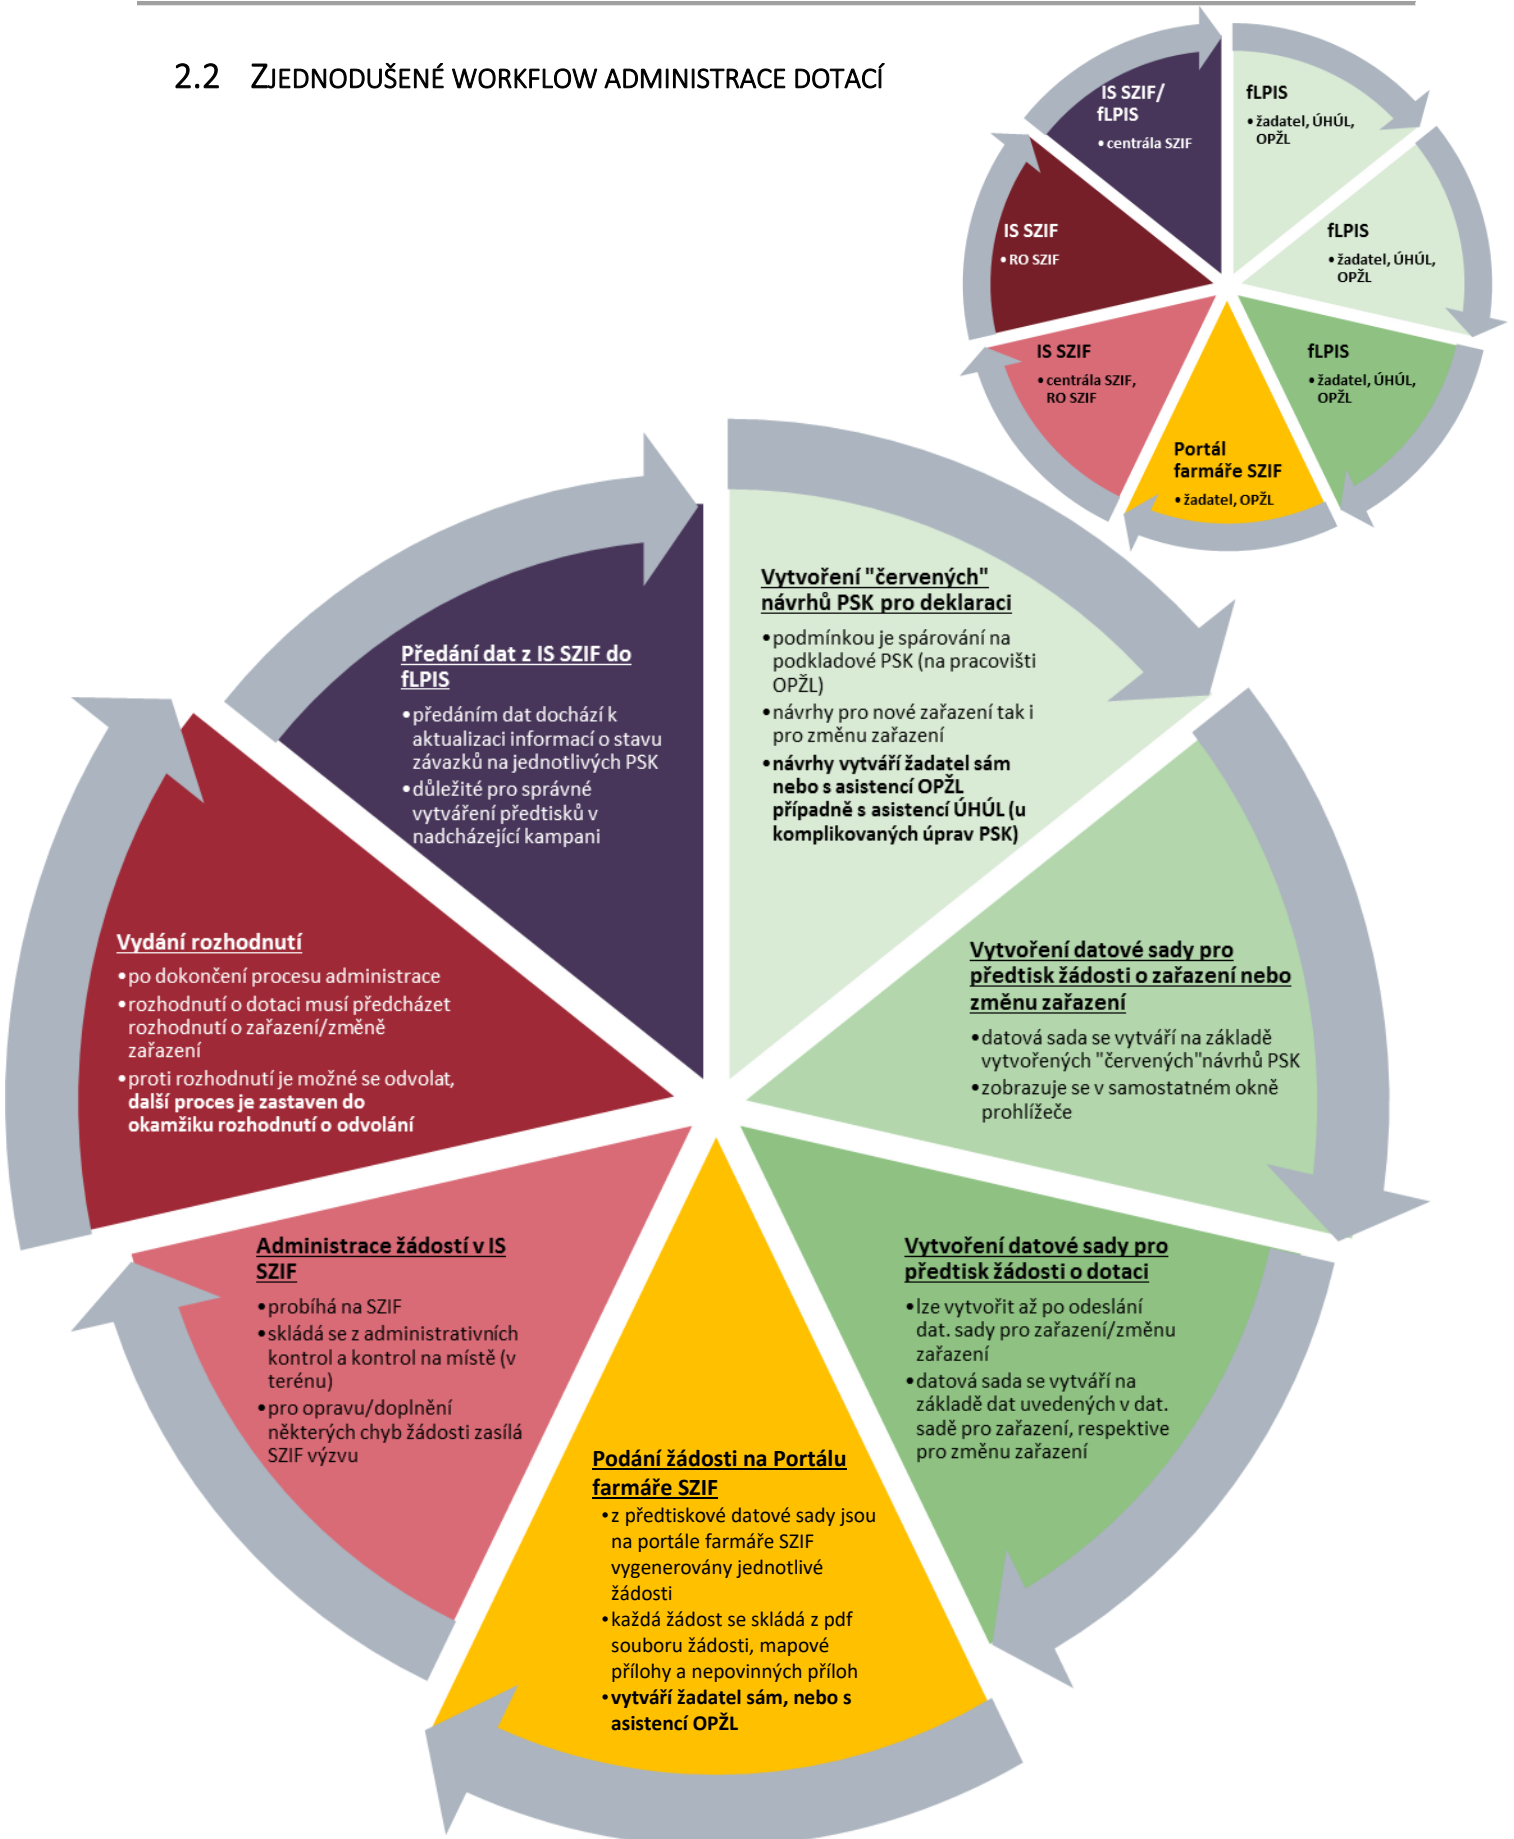 2.2 ZJEDNODUŠENÉ WORKFLOW ADMINISTRACE DOTACÍ
IS SZIF/
fLPIS
•centrála SZIF
fLPIS
•žadatel, ÚHÚL,
OPŽL
fLPIS
•žadatel, ÚHÚL,
OPŽL
fLPIS
•žadatel, ÚHÚL,
OPŽL
Portál
farmáře SZIF
•žadatel, OPŽL
IS SZIF
•centrála SZIF,
RO SZIF
IS SZIF
•RO SZIF
Vytvoření "červených"
návrhů PSK pro deklaraci
•podmínkou je spárování na
podkladové PSK (na pracovišti
OPŽL)
•návrhy pro nové zařazení tak i
pro změnu zařazení
•návrhy vytváří žadatel sám
nebo s asistencí OPŽL
případně s asistencí ÚHÚL (u
komplikovaných úprav PSK)
Vytvoření datové sady pro
předtisk žádosti o zařazení nebo
změnu zařazení
•datová sada se vytváří na základě
vytvořených "červených"návrhů PSK
•zobrazuje se v samostatném okně
prohlížeče
Vytvoření datové sady pro
předtisk žádosti o dotaci
•lze vytvořit až po odeslání
dat. sady pro zařazení/změnu
zařazení
•datová sada se vytváří na
základě dat uvedených v dat.
sadě pro zařazení, respektive
pro změnu zařazení
Podání žádosti na Portálu
farmáře SZIF
•z předtiskové datové sady jsou
na portále farmáře SZIF
vygenerovány jednotlivé
žádosti
•každá žádost se skládá z pdf
souboru žádosti, mapové
přílohy a nepovinných příloh
•vytváří žadatel sám, nebo s
asistencí OPŽL
Administrace žádostí v IS
SZIF
•probíhá na SZIF
•skládá se z administrativních
kontrol a kontrol na místě (v
terénu)
•pro opravu/doplnění
některých chyb žádosti zasílá
SZIF výzvu
Vydání rozhodnutí
•po dokončení procesu administrace
•rozhodnutí o dotaci musí předcházet
rozhodnutí o zařazení/změně
zařazení
•proti rozhodnutí je možné se odvolat,
další proces je zastaven do
okamžiku rozhodnutí o odvolání
Předání dat z IS SZIF do
fLPIS
•předáním dat dochází k
aktualizaci informací o stavu
závazků na jednotlivých PSK
•důležité pro správné
vytváření předtisků v
nadcházející kampani